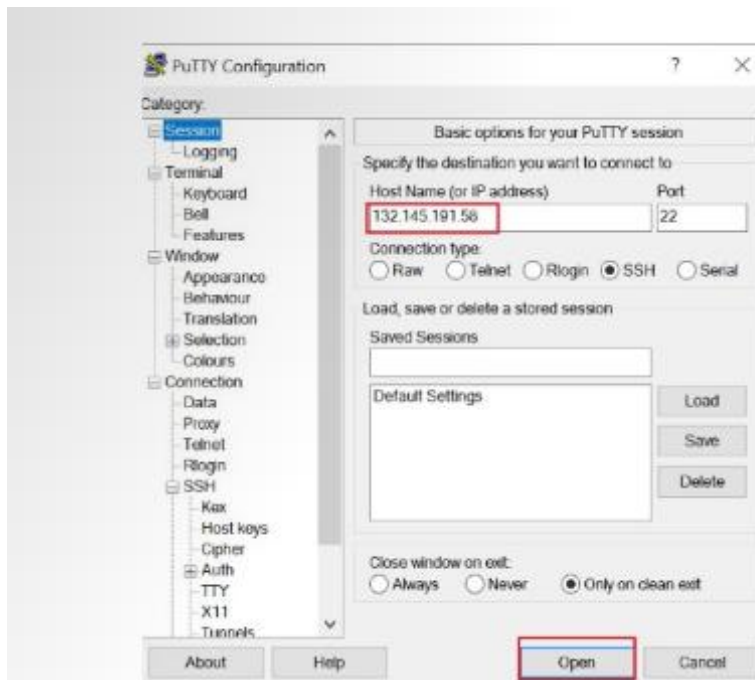 PuTTY Configuration
?
Category:
Session
Logging
Terminal
Keyboard
Bell
Features
Window
Appearance
Behaviour
Translation
Selection
Colours
Connection
Data
Proxy
Telnet
Rlogin
SSH
Kex
Host keys
Cipher
Auth
TTY
X11
Tunnels
Basic options for your PuTTY session
Specify the destination you want to connect to
Host Name (or IP address) Port
132.145.191.58 22
Connection type:
Raw Telnet Rlogin SSH Serial
Load, save or delete a stored session
Saved Sessions
Default Settings
Load
Save
Delete
Close window on exit:
Always Never Only on clean exit
About Help Open Cancel